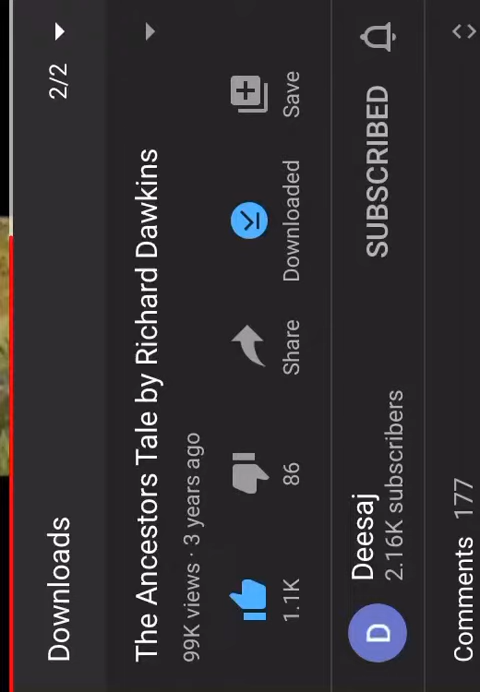 Downloads 2/2
The Ancestors Tale by Richard Dawkins
99K views · 3 years ago
1.1K 86 Share Downloaded Save
D Deesaj SUBSCRIBED
2.16K subscribers
Comments 177